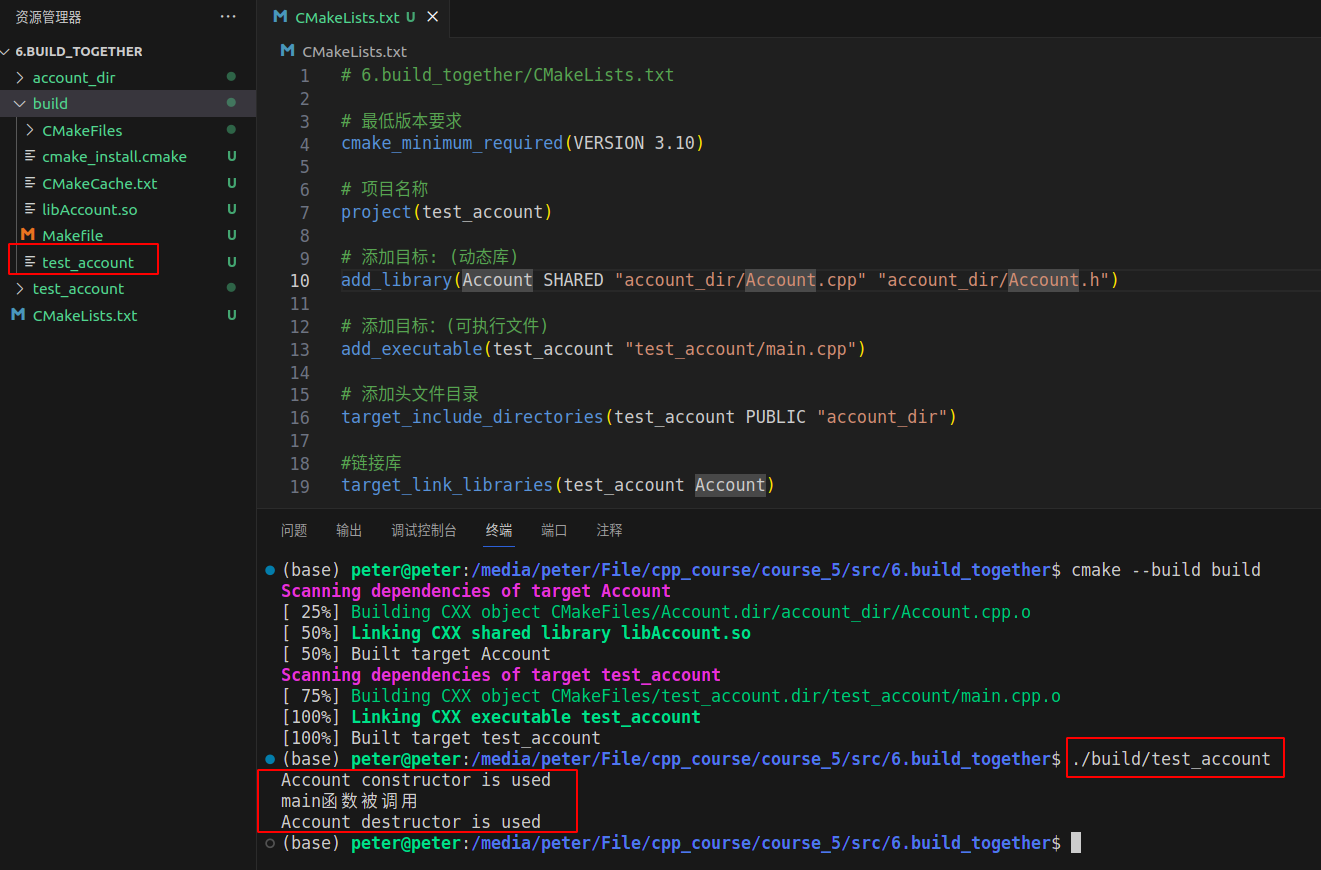 资源管理器 ···
6.BUILD_TOGETHER
account_dir
build
CMakeFiles
cmake_install.cmake U
CMakeCache.txt U
libAccount.so U
Makefile U
test_account U
test_account
CMakeLists.txt U
CMakeLists.txt U
CMakeLists.txt
1 # 6.build_together/CMakeLists.txt
2
3 # 最低版本要求
4 cmake_minimum_required(VERSION 3.10)
5
6 # 项目名称
7 project(test_account)
8
9 # 添加目标: (动态库)
10 add_library(Account SHARED "account_dir/Account.cpp" "account_dir/Account.h")
11
12 # 添加目标: (可执行文件)
13 add_executable(test_account "test_account/main.cpp")
14
15 # 添加头文件目录
16 target_include_directories(test_account PUBLIC "account_dir")
17
18 #链接库
19 target_link_libraries(test_account Account)
问题 输出 调试控制台 终端 端口 注释
(base) peter@peter:/media/peter/File/cpp_course/course_5/src/6.build_together$ cmake --build build
Scanning dependencies of target Account
[ 25%] Building CXX object CMakeFiles/Account.dir/account_dir/Account.cpp.o
[ 50%] Linking CXX shared library libAccount.so
[ 50%] Built target Account
Scanning dependencies of target test_account
[ 75%] Building CXX object CMakeFiles/test_account.dir/test_account/main.cpp.o
[100%] Linking CXX executable test_account
[100%] Built target test_account
(base) peter@peter:/media/peter/File/cpp_course/course_5/src/6.build_together$ ./build/test_account
Account constructor is used
main函数被调用
Account destructor is used
(base) peter@peter:/media/peter/File/cpp_course/course_5/src/6.build_together$